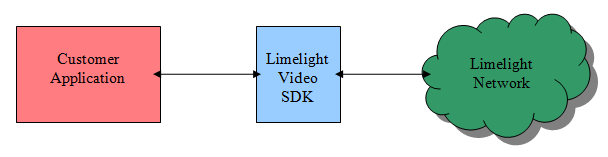 Customer
Application
Limelight
Video
SDK
Limelight
Network